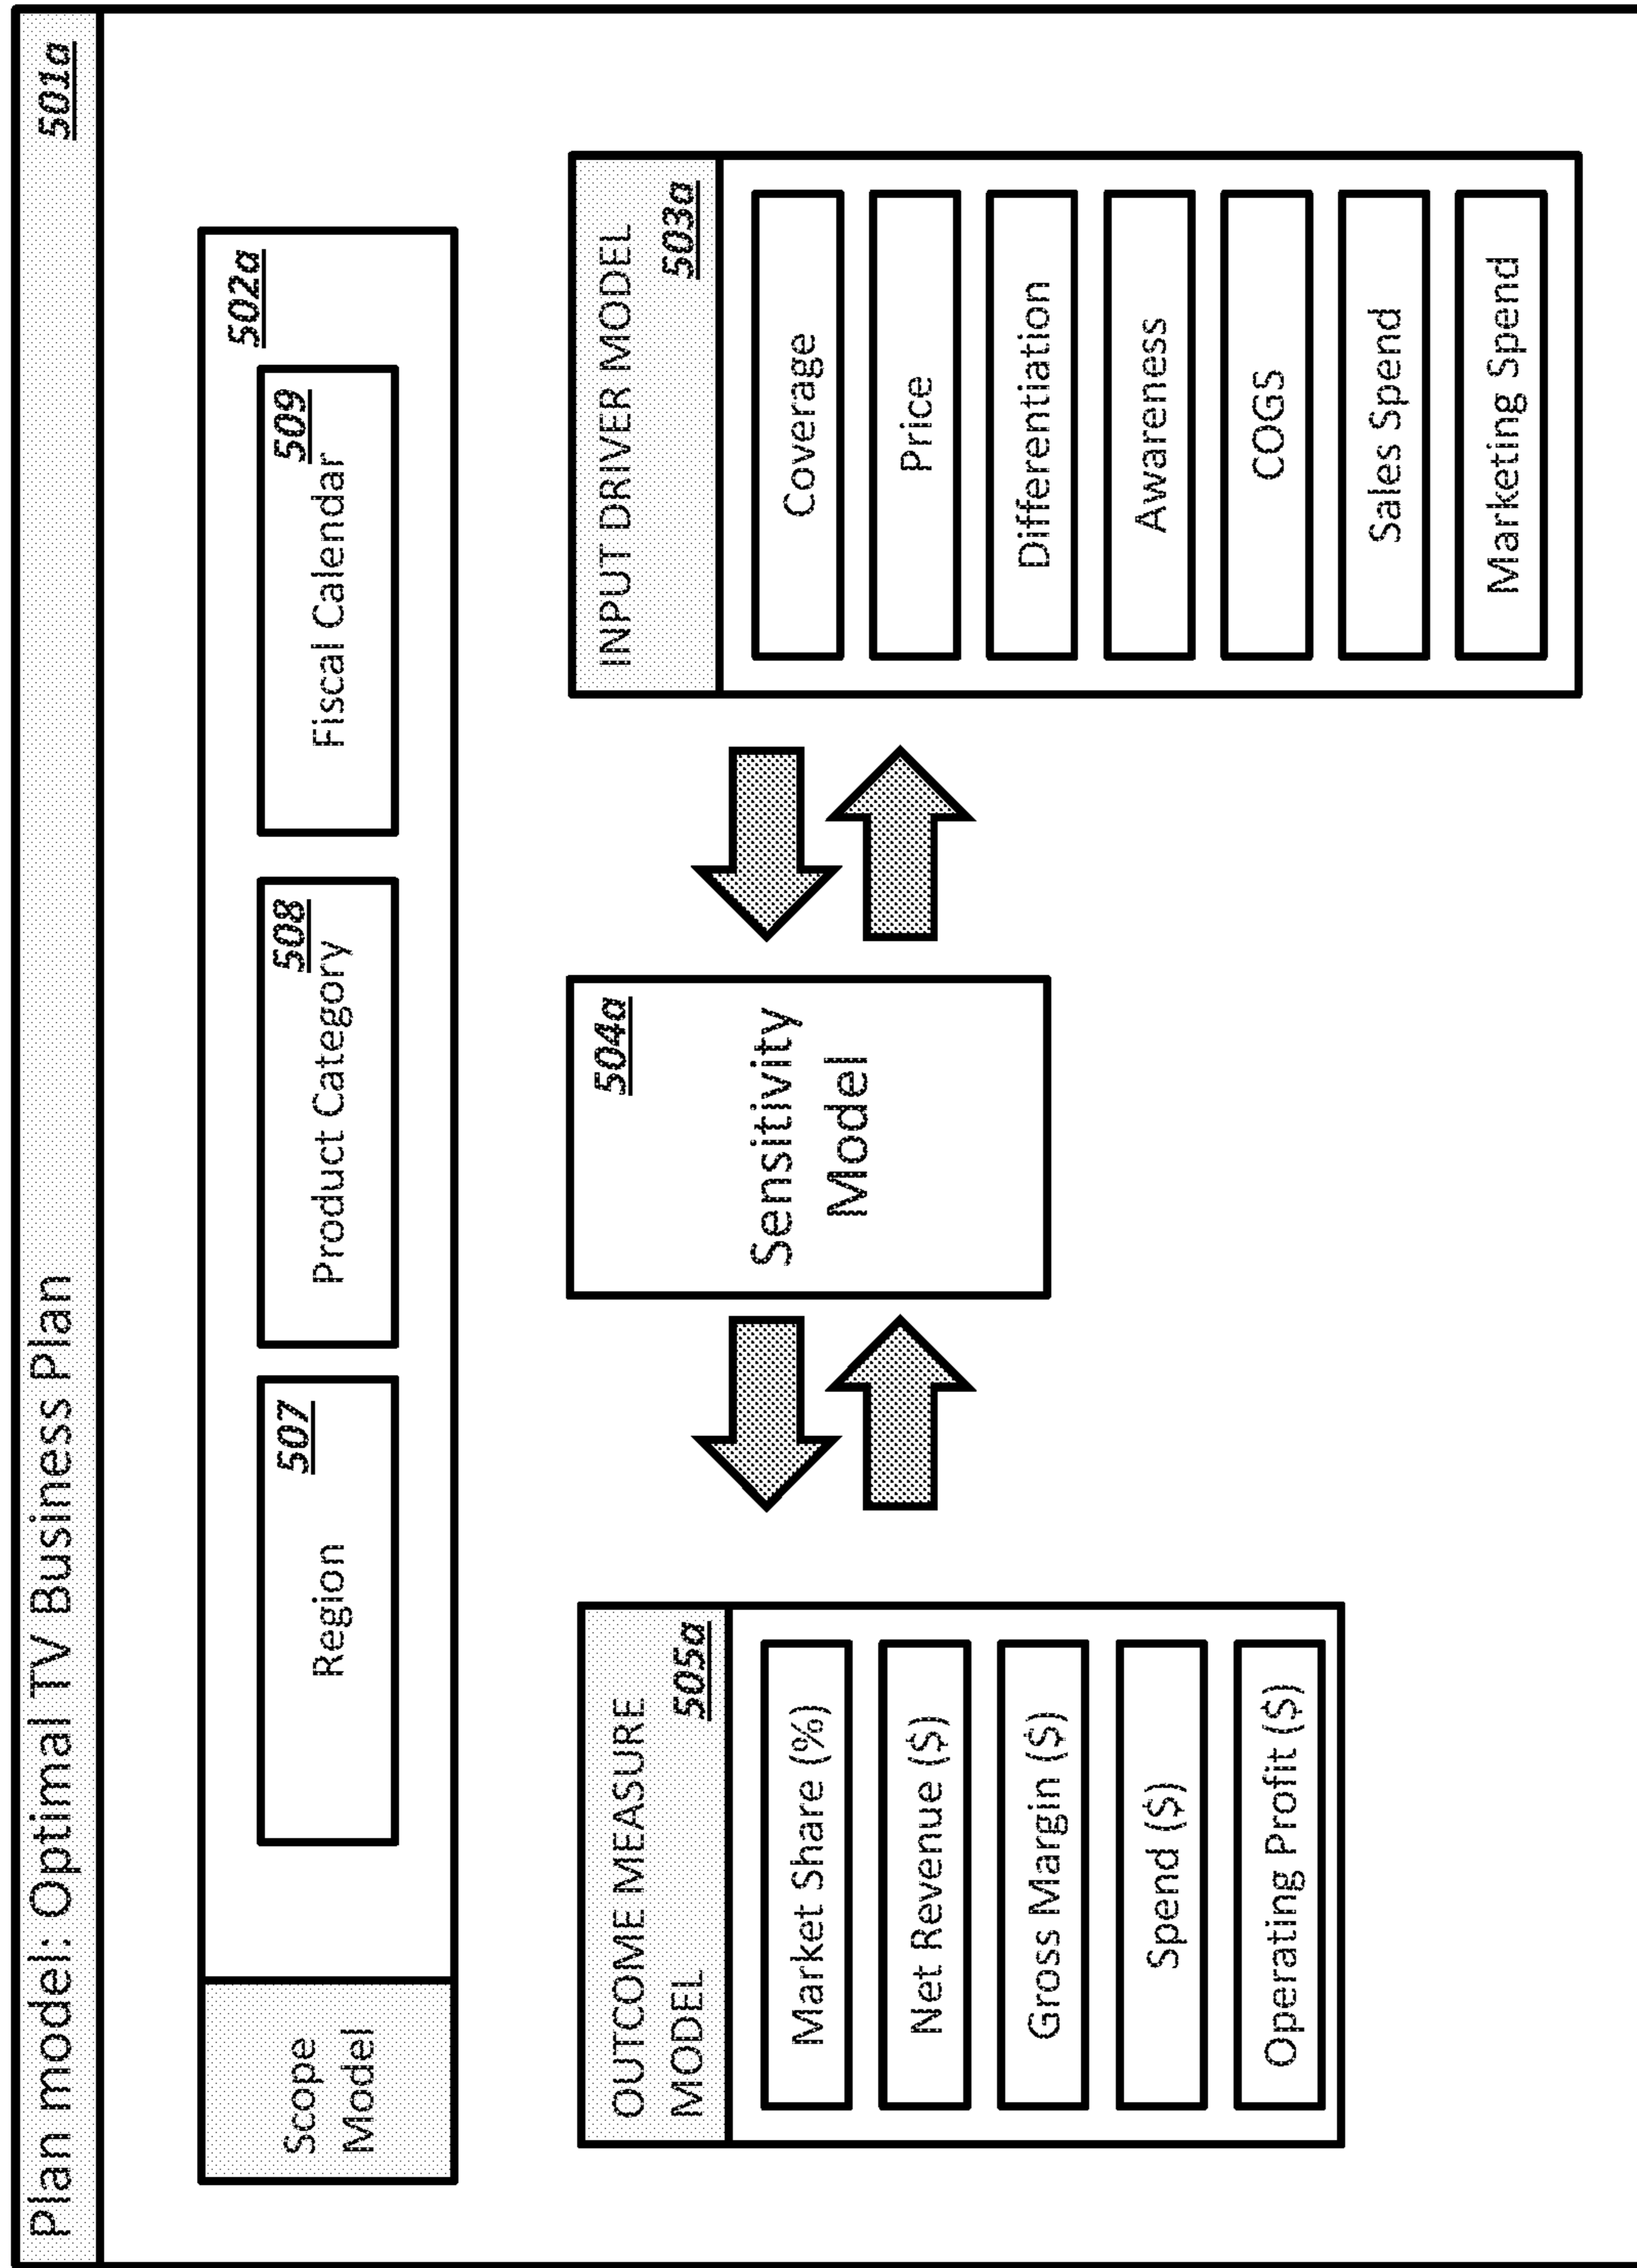 Plan model: Optimal TV Business Plan
501a
Scope
Model
502a
507
Region
508
Product Category
509
Fiscal Calendar
OUTCOME MEASURE
MODEL
505a
Market Share (%)
Net Revenue ($)
Gross Margin ($)
Spend ($)
Operating Profit ($)
504a
Sensitivity
Model
INPUT DRIVER MODEL
503a
Coverage
Price
Differentiation
Awareness
COGS
Sales Spend
Marketing Spend